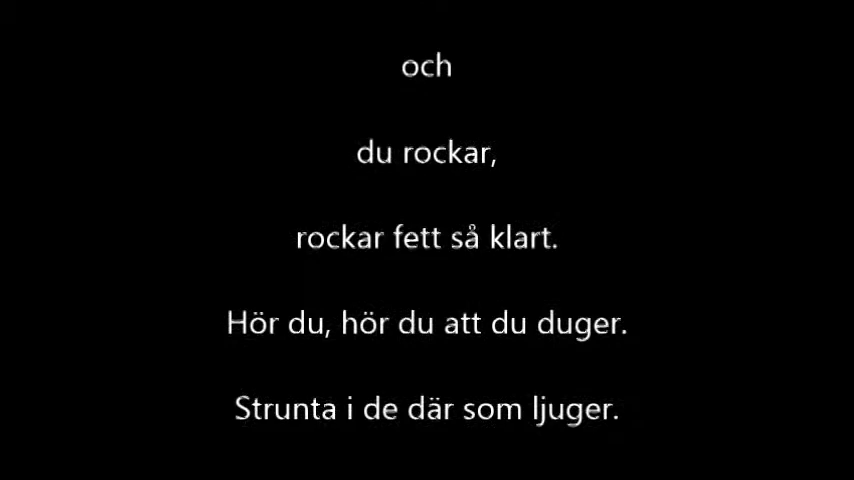 och
du rockar,
rockar fett så klart.
Hör du, hör du att du duger.
Strunta i de där som ljuger.